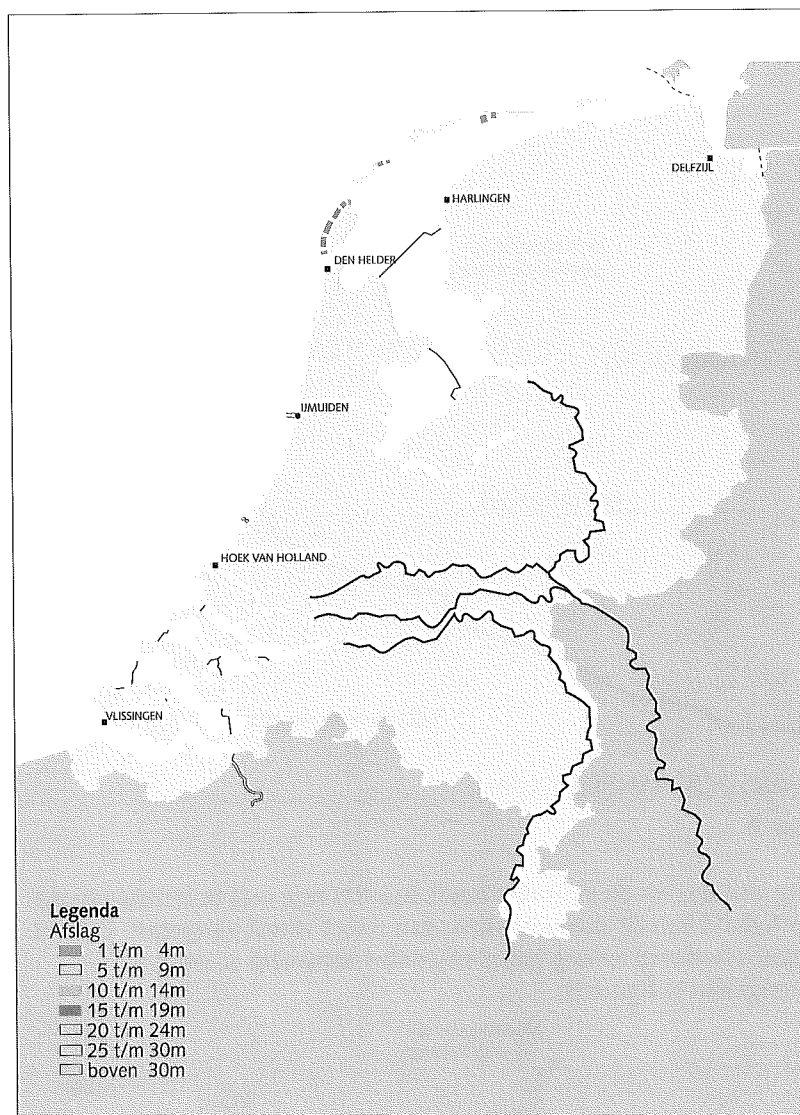 DELFZIJL
HARLINGEN
DEN HELDER
IJMUIDEN
HOEK VAN HOLLAND
VLISSINGEN
Legenda
Afslag
1 t/m 4m
5 t/m 9m
10 t/m 14m
15 t/m 19m
20 t/m 24m
25 t/m 30m
boven 30m